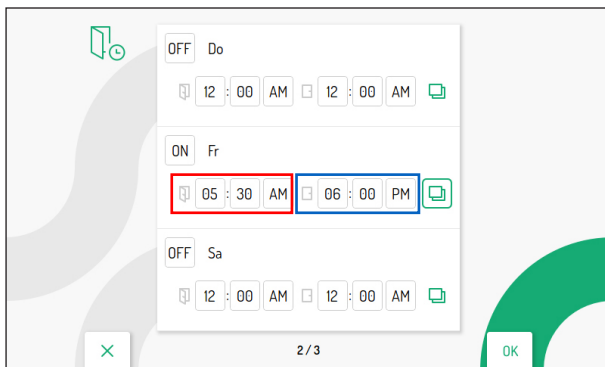 OFF Do
12 : 00 AM 12 : 00 AM
ON Fr
05 : 30 AM 06 : 00 PM
OFF Sa
12 : 00 AM 12 : 00 AM
2/3
OK